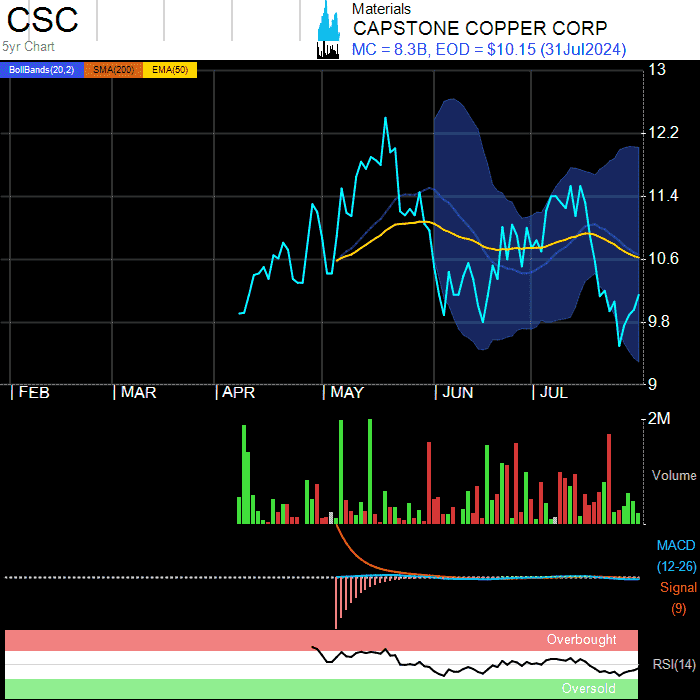 CSC
5yr Chart
Materials
CAPSTONE COPPER CORP
MC = 8.3B, EOD = $10.15 (31Jul2024)
BollBands(20,2) SMA(200) EMA(50)
13
12.2
11.4
10.6
9.8
9
FEB MAR APR MAY JUN JUL
2M
Volume
MACD
(12-26)
Signal
(9)
Overbought
RSI(14)
Oversold